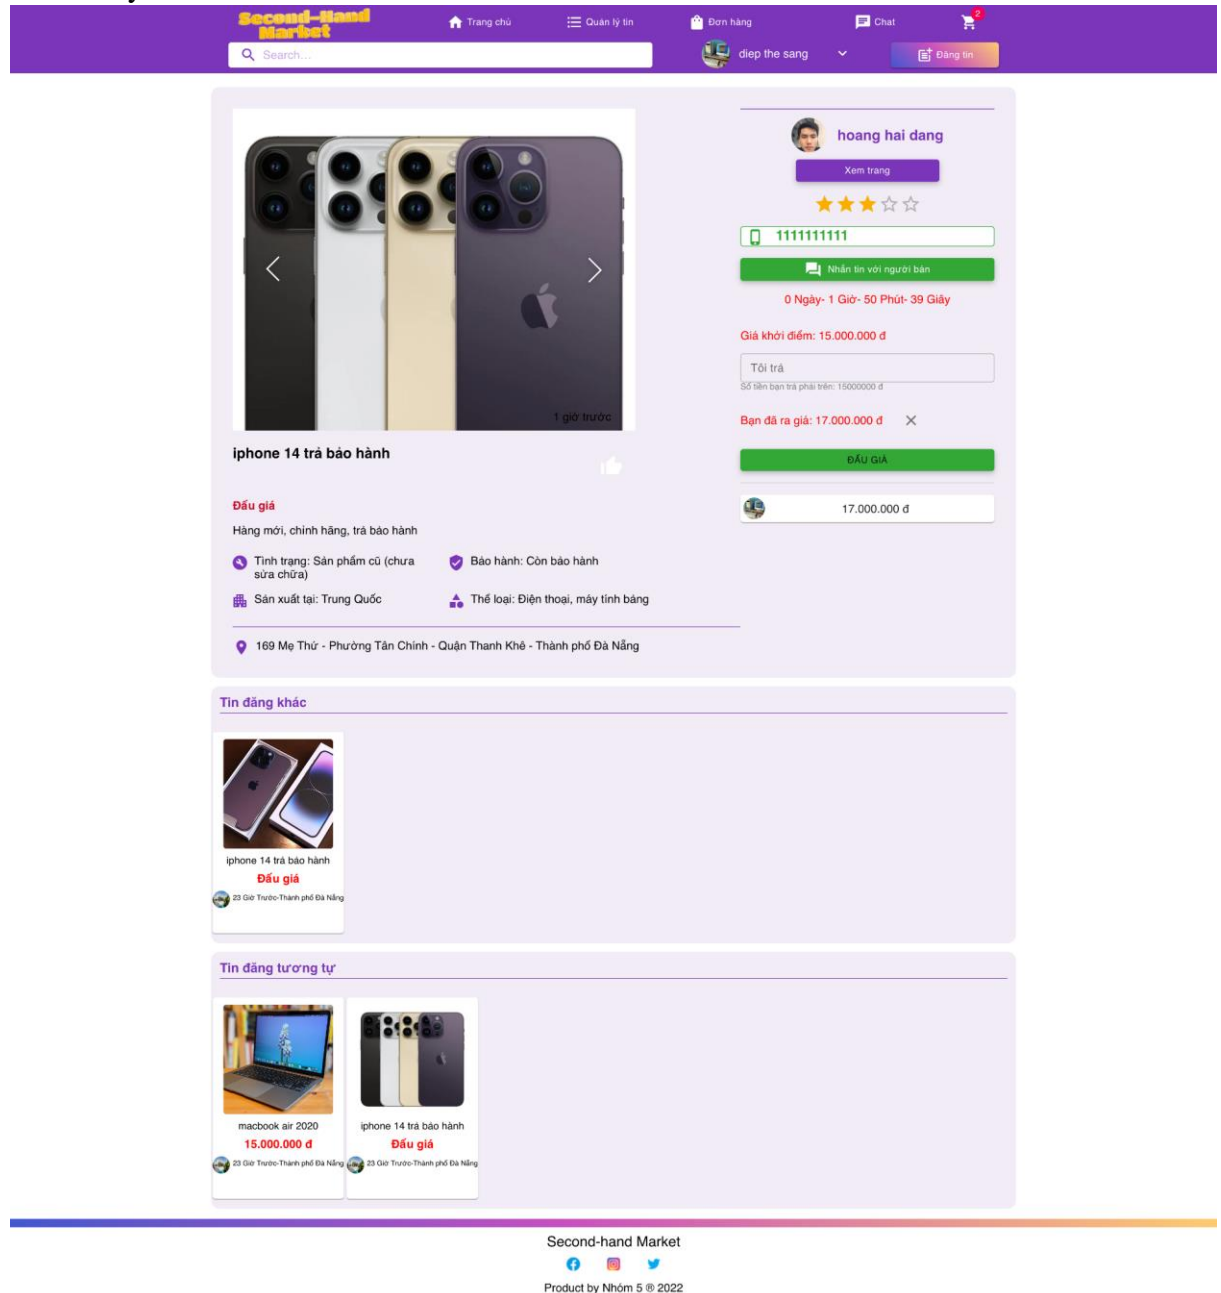 Second-Hand
Market
Trang chủ
Quản lý tin
Đơn hàng
Chat
2
Search...
diep the sang
Đăng tin
hoang hai dang
Xem trang
1111111111
Nhắn tin với người bán
0 Ngày- 1 Giờ- 50 Phút- 39 Giây
Giá khởi điểm: 15.000.000 đ
Tôi trả
Số tiền bạn trả phải trên: 15000000 đ
Bạn đã ra giá: 17.000.000 đ
ĐẤU GIÁ
17.000.000 đ
1 giờ trước
iphone 14 trả bảo hành
Đấu giá
Hàng mới, chính hãng, trả bảo hành
Tình trạng: Sản phẩm cũ (chưa
sửa chữa)
Bảo hành: Còn bảo hành
Sản xuất tại: Trung Quốc
Thể loại: Điện thoại, máy tính bảng
169 Mẹ Thứ - Phường Tân Chính - Quận Thanh Khê - Thành phố Đà Nẵng
Tin đăng khác
iphone 14 trả bảo hành
Đấu giá
23 Giờ Trước-Thành phố Đà Nẵng
Tin đăng tương tự
macbook air 2020
15.000.000 đ
23 Giờ Trước-Thành phố Đà Nẵng
iphone 14 trả bảo hành
Đấu giá
23 Giờ Trước-Thành phố Đà Nẵng
Second-hand Market
Product by Nhóm 5 ® 2022